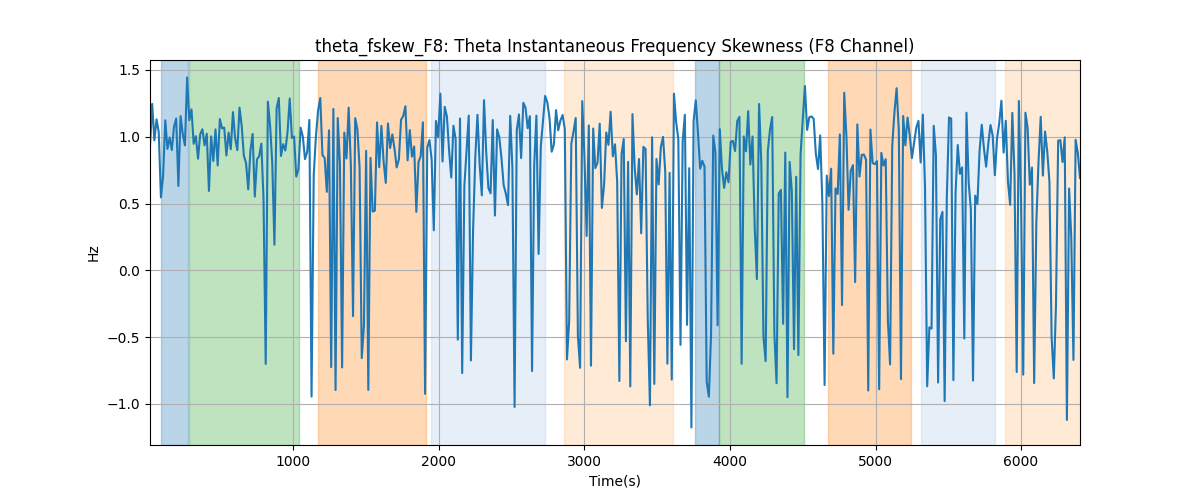 theta_fskew_F8: Theta Instantaneous Frequency Skewness (F8 Channel)
1.5
1.0
0.5
0.0
−0.5
−1.0
Hz
1000 2000 3000 4000 5000 6000
Time(s)